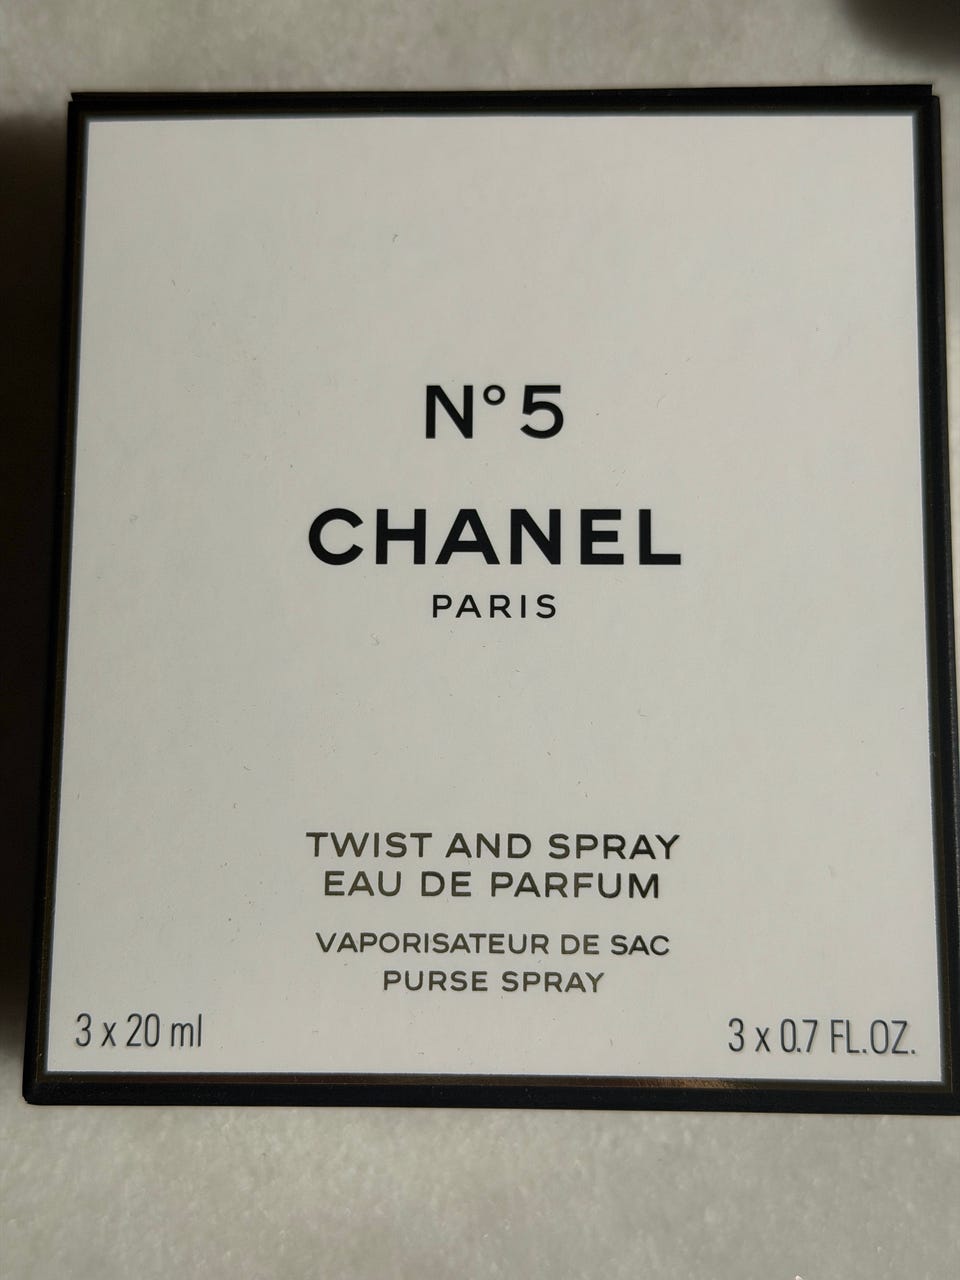 N°5
CHANEL
PARIS
TWIST AND SPRAY
EAU DE PARFUM
VAPORISATEUR DE SAC
PURSE SPRAY
3 x 20 ml
3 x 0.7 FL.OZ.